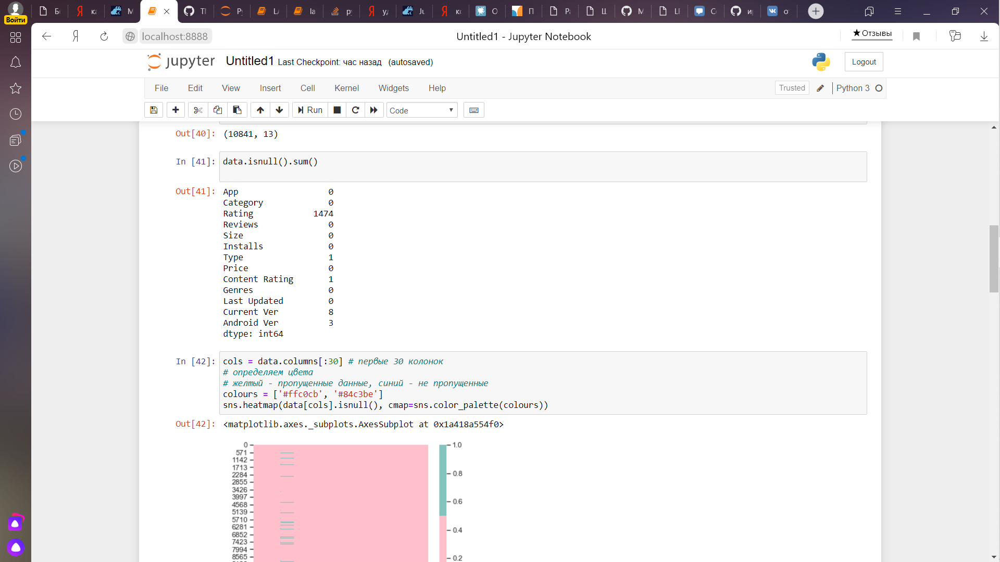 Войти
localhost:8888
Untitled1 - Jupyter Notebook
★ Отзывы
jupyter Untitled1 Last Checkpoint: час назад (autosaved)
Logout
File Edit View Insert Cell Kernel Widgets Help
Trusted
Python 3
Run
Code
Out[40]: (10841, 13)
In [41]: data.isnull().sum()
Out[41]: App 0
Category 0
Rating 1474
Reviews 0
Size 0
Installs 0
Type 1
Price 0
Content Rating 1
Genres 0
Last Updated 0
Current Ver 8
Android Ver 3
dtype: int64
In [42]: cols = data.columns[:30] # первые 30 колонок
# определяем цвета
# желтый - пропущенные данные, синий - не пропущенные
colours = ['#ffc0cb', '#84c3be']
sns.heatmap(data[cols].isnull(), cmap=sns.color_palette(colours))
Out[42]: <matplotlib.axes._subplots.AxesSubplot at 0x1a418a554f0>
0
571
1142
1713
2284
2855
3426
3997
4568
5139
5710
6281
6852
7423
7994
8565
1.0
0.8
0.6
0.4
0.2